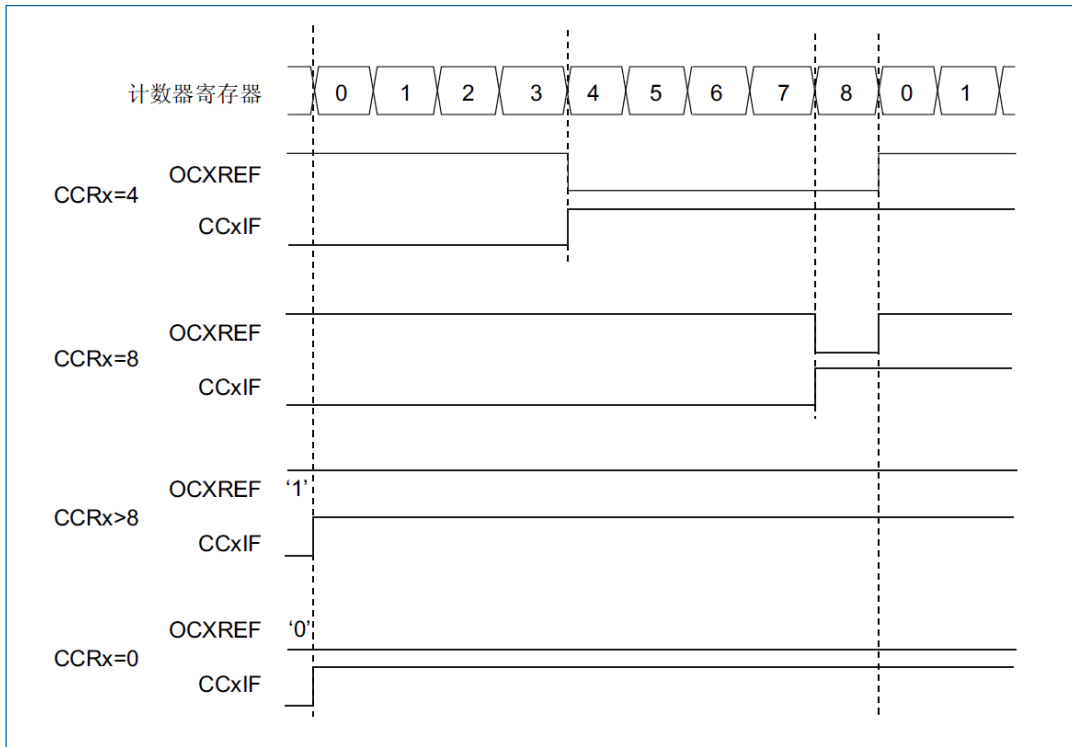 计数器寄存器 0 1 2 3 4 5 6 7 8 0 1
OCXREF
CCRx=4
CCxIF
OCXREF
CCRx=8
CCxIF
OCXREF ‘1’
CCRx>8
CCxIF
OCXREF ‘0’
CCRx=0
CCxIF